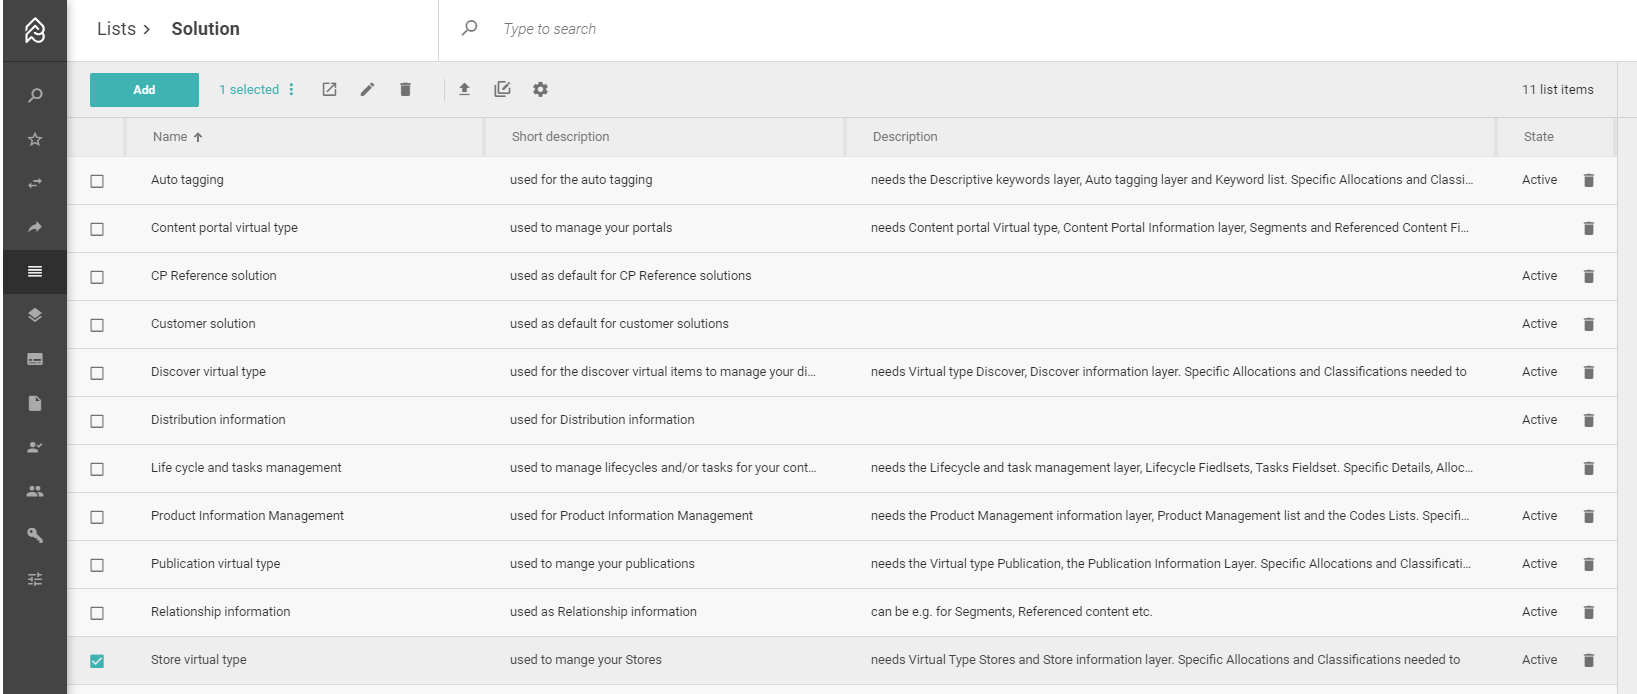 Lists > Solution
Type to search
Add 1 selected 11 list items
Name Short description Description State
Auto tagging used for the auto tagging needs the Descriptive keywords layer, Auto tagging layer and Keyword list. Specific Allocations and Classi... Active
Content portal virtual type used to manage your portals needs Content portal Virtual type, Content Portal Information layer, Segments and Referenced Content Fi...
CP Reference solution used as default for CP Reference solutions Active
Customer solution used as default for customer solutions Active
Discover virtual type used for the discover virtual items to manage your di... needs Virtual type Discover, Discover information layer. Specific Allocations and Classifications needed to Active
Distribution information used for Distribution information Active
Life cycle and tasks management used to manage lifecycles and/or tasks for your cont... needs the Lifecycle and task management layer, Lifecycle Fiedlsets, Tasks Fieldset. Specific Details, Alloc...
Product Information Management used for Product Information Management needs the Product Management information layer, Product Management list and the Codes Lists. Specifi... Active
Publication virtual type used to mange your publications needs the Virtual type Publication, the Publication Information Layer. Specific Allocations and Classificati... Active
Relationship information used as Relationship information can be e.g. for Segments, Referenced content etc. Active
Store virtual type used to mange your Stores needs Virtual Type Stores and Store information layer. Specific Allocations and Classifications needed to Active